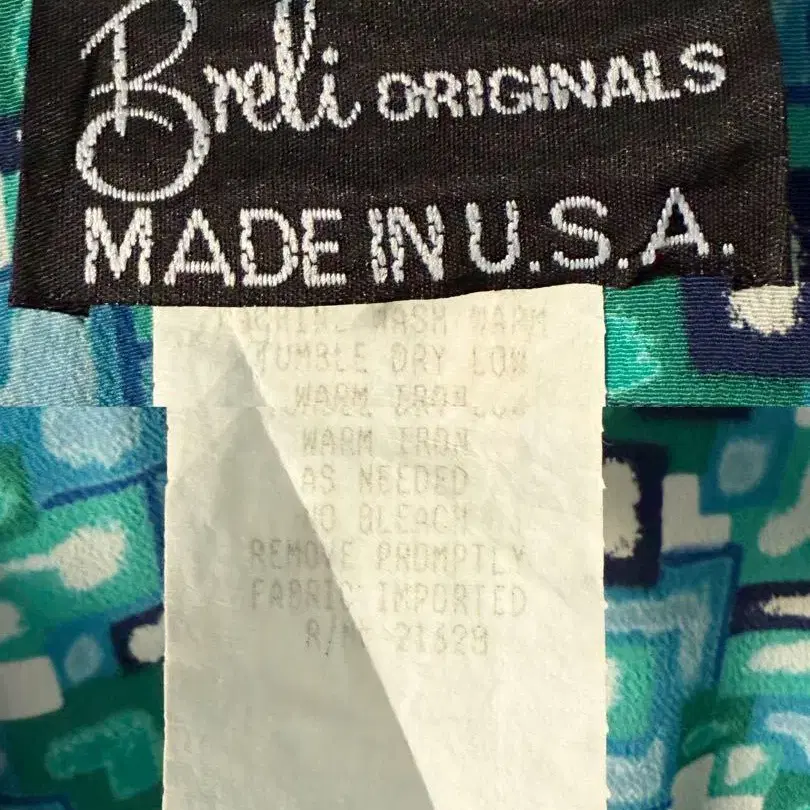 Breli ORIGINALS
MADE IN U.S.A.
MACHINE WASH WARM
TUMBLE DRY LOW
WARM IRON
WARM IRON
AS NEEDED
NO BLEACH
REMOVE PROMPTLY
FABRIC IMPORTED